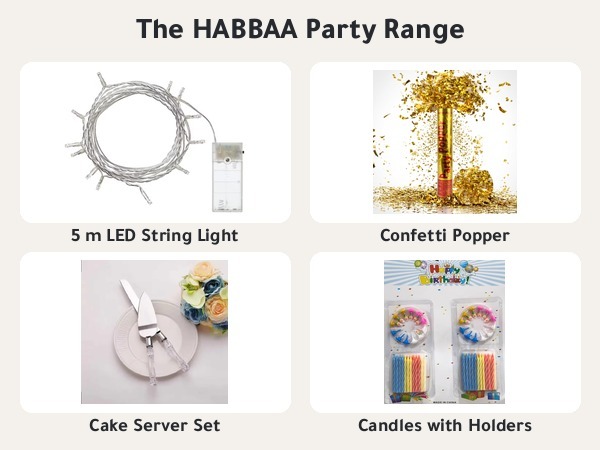 The HABBAA Party Range
5 m LED String Light
Confetti Popper
Happy
Birthday!
Cake Server Set
Candles with Holders